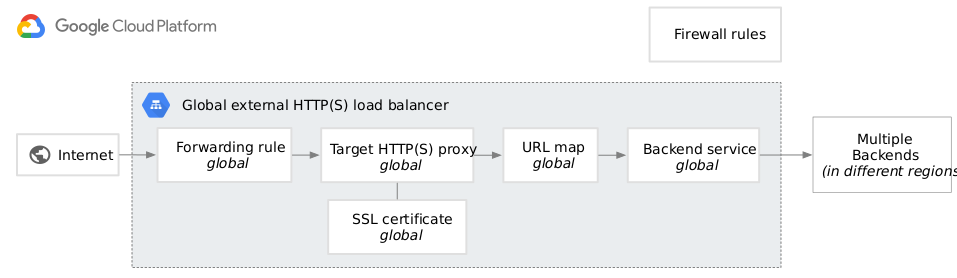 Google Cloud Platform
Firewall rules
Global external HTTP(S) load balancer
Internet
Forwarding rule
global
Target HTTP(S) proxy
global
URL map
global
Backend service
global
Multiple
Backends
(in different regions
SSL certificate
global